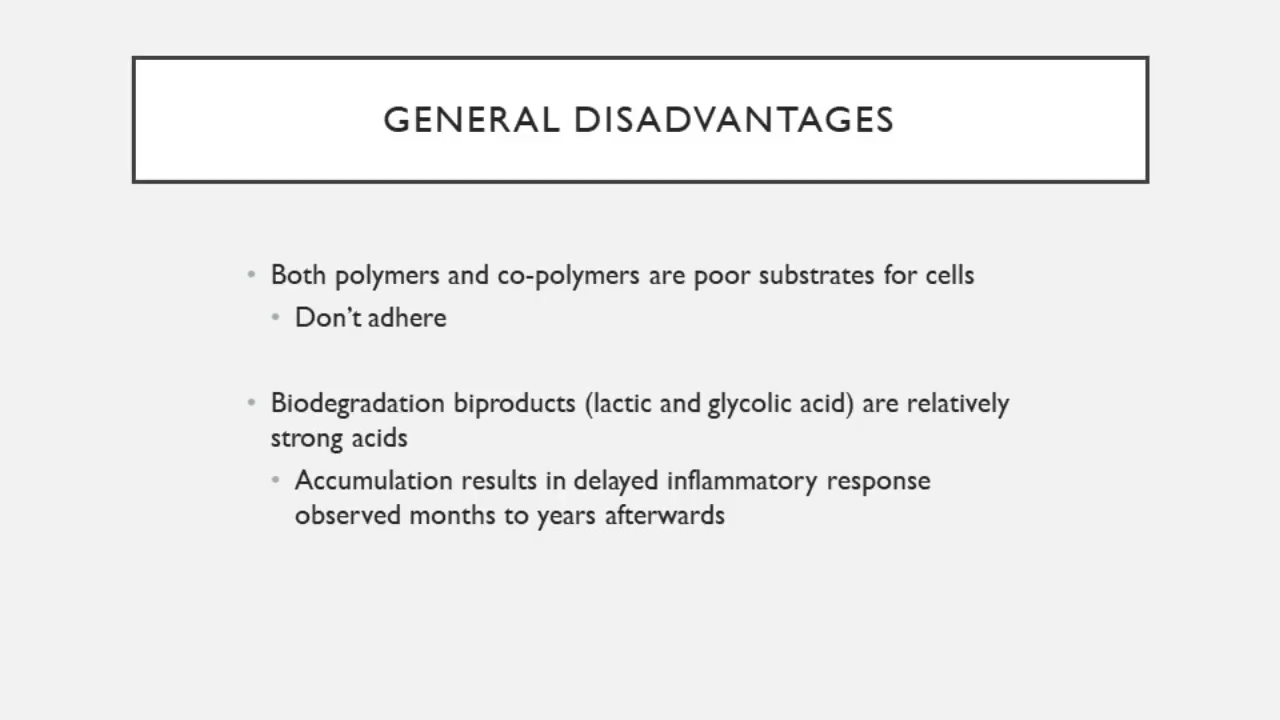 GENERAL DISADVANTAGES
• Both polymers and co-polymers are poor substrates for cells
• Don’t adhere
• Biodegradation biproducts (lactic and glycolic acid) are relatively
strong acids
• Accumulation results in delayed inflammatory response
observed months to years afterwards